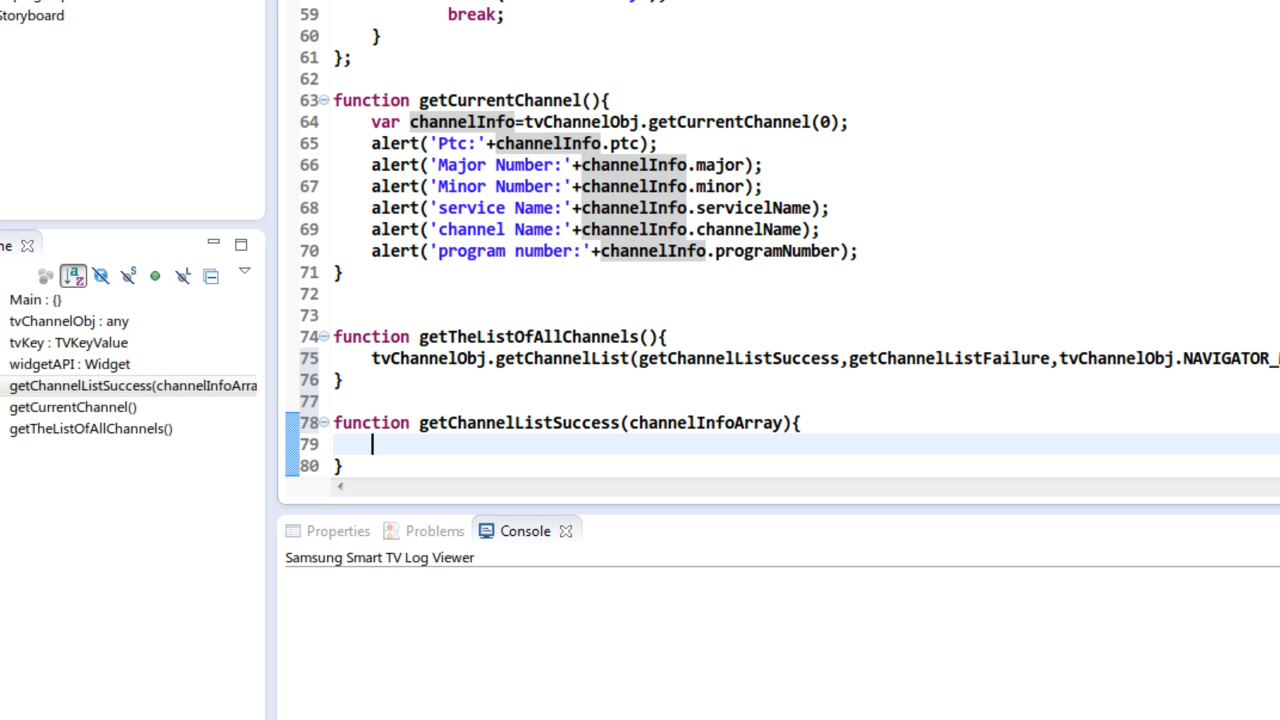 Storyboard
59 break;
60 }
61 };
62
63 function getCurrentChannel(){
64 var channelInfo=tvChannelObj.getCurrentChannel(0);
65 alert('Ptc:'+channelInfo.ptc);
66 alert('Major Number:'+channelInfo.major);
67 alert('Minor Number:'+channelInfo.minor);
68 alert('service Name:'+channelInfo.servicelName);
69 alert('channel Name:'+channelInfo.channelName);
70 alert('program number:'+channelInfo.programNumber);
71 }
72
73
74 function getTheListOfAllChannels(){
75 tvChannelObj.getChannelList(getChannelListSuccess,getChannelListFailure,tvChannelObj.NAVIGATOR_
76 }
77
78 function getChannelListSuccess(channelInfoArray){
79
80 }
ne
Main : {}
tvChannelObj : any
tvKey : TVKeyValue
widgetAPI : Widget
getChannelListSuccess(channelInfoArra
getCurrentChannel()
getTheListOfAllChannels()
Properties Problems Console
Samsung Smart TV Log Viewer